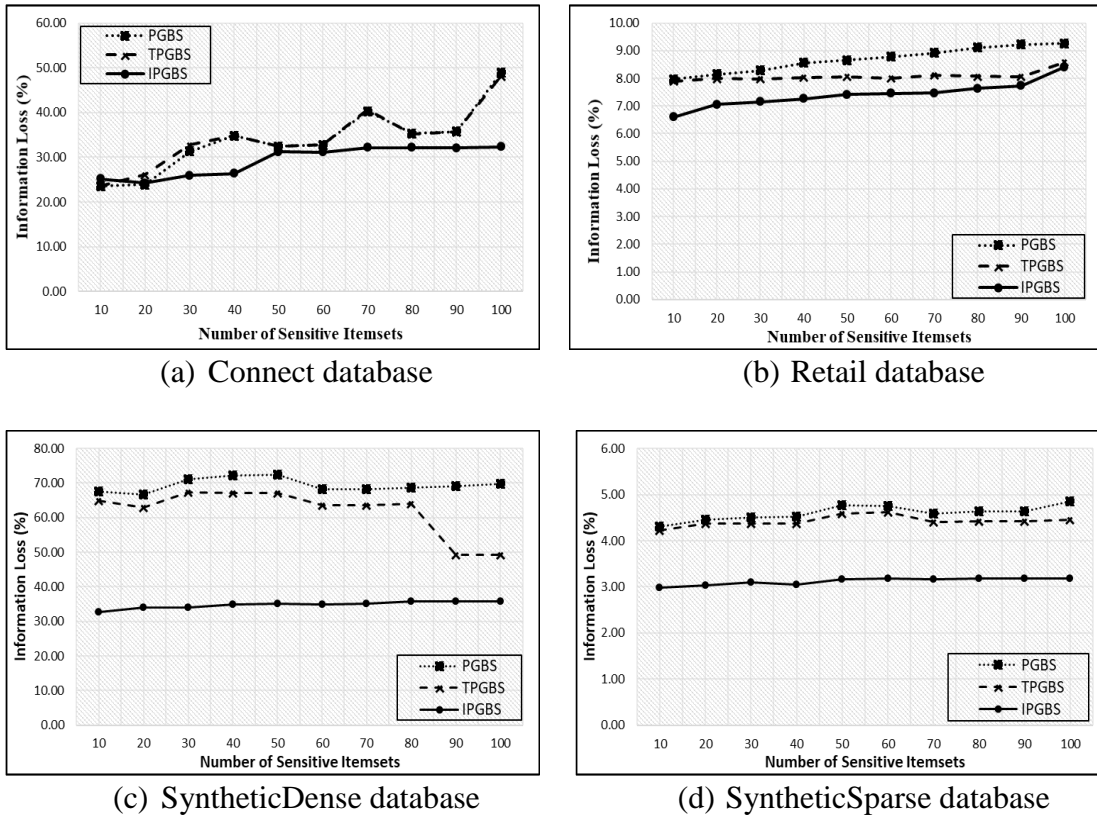 60.00
50.00
40.00
30.00
20.00
10.00
0.00
Information Loss (%)
PGBS
TPGBS
IPGBS
10 20 30 40 50 60 70 80 90 100
Number of Sensitive Itemsets
(a) Connect database
10.00
9.00
8.00
7.00
6.00
5.00
4.00
3.00
2.00
1.00
0.00
Information Loss (%)
PGBS
TPGBS
IPGBS
10 20 30 40 50 60 70 80 90 100
Number of Sensitive Itemsets
(b) Retail database
80.00
70.00
60.00
50.00
40.00
30.00
20.00
10.00
0.00
Information Loss (%)
PGBS
TPGBS
IPGBS
10 20 30 40 50 60 70 80 90 100
Number of Sensitive Itemsets
(c) SyntheticDense database
6.00
5.00
4.00
3.00
2.00
1.00
0.00
Information Loss (%)
PGBS
TPGBS
IPGBS
10 20 30 40 50 60 70 80 90 100
Number of Sensitive Itemsets
(d) SyntheticSparse database